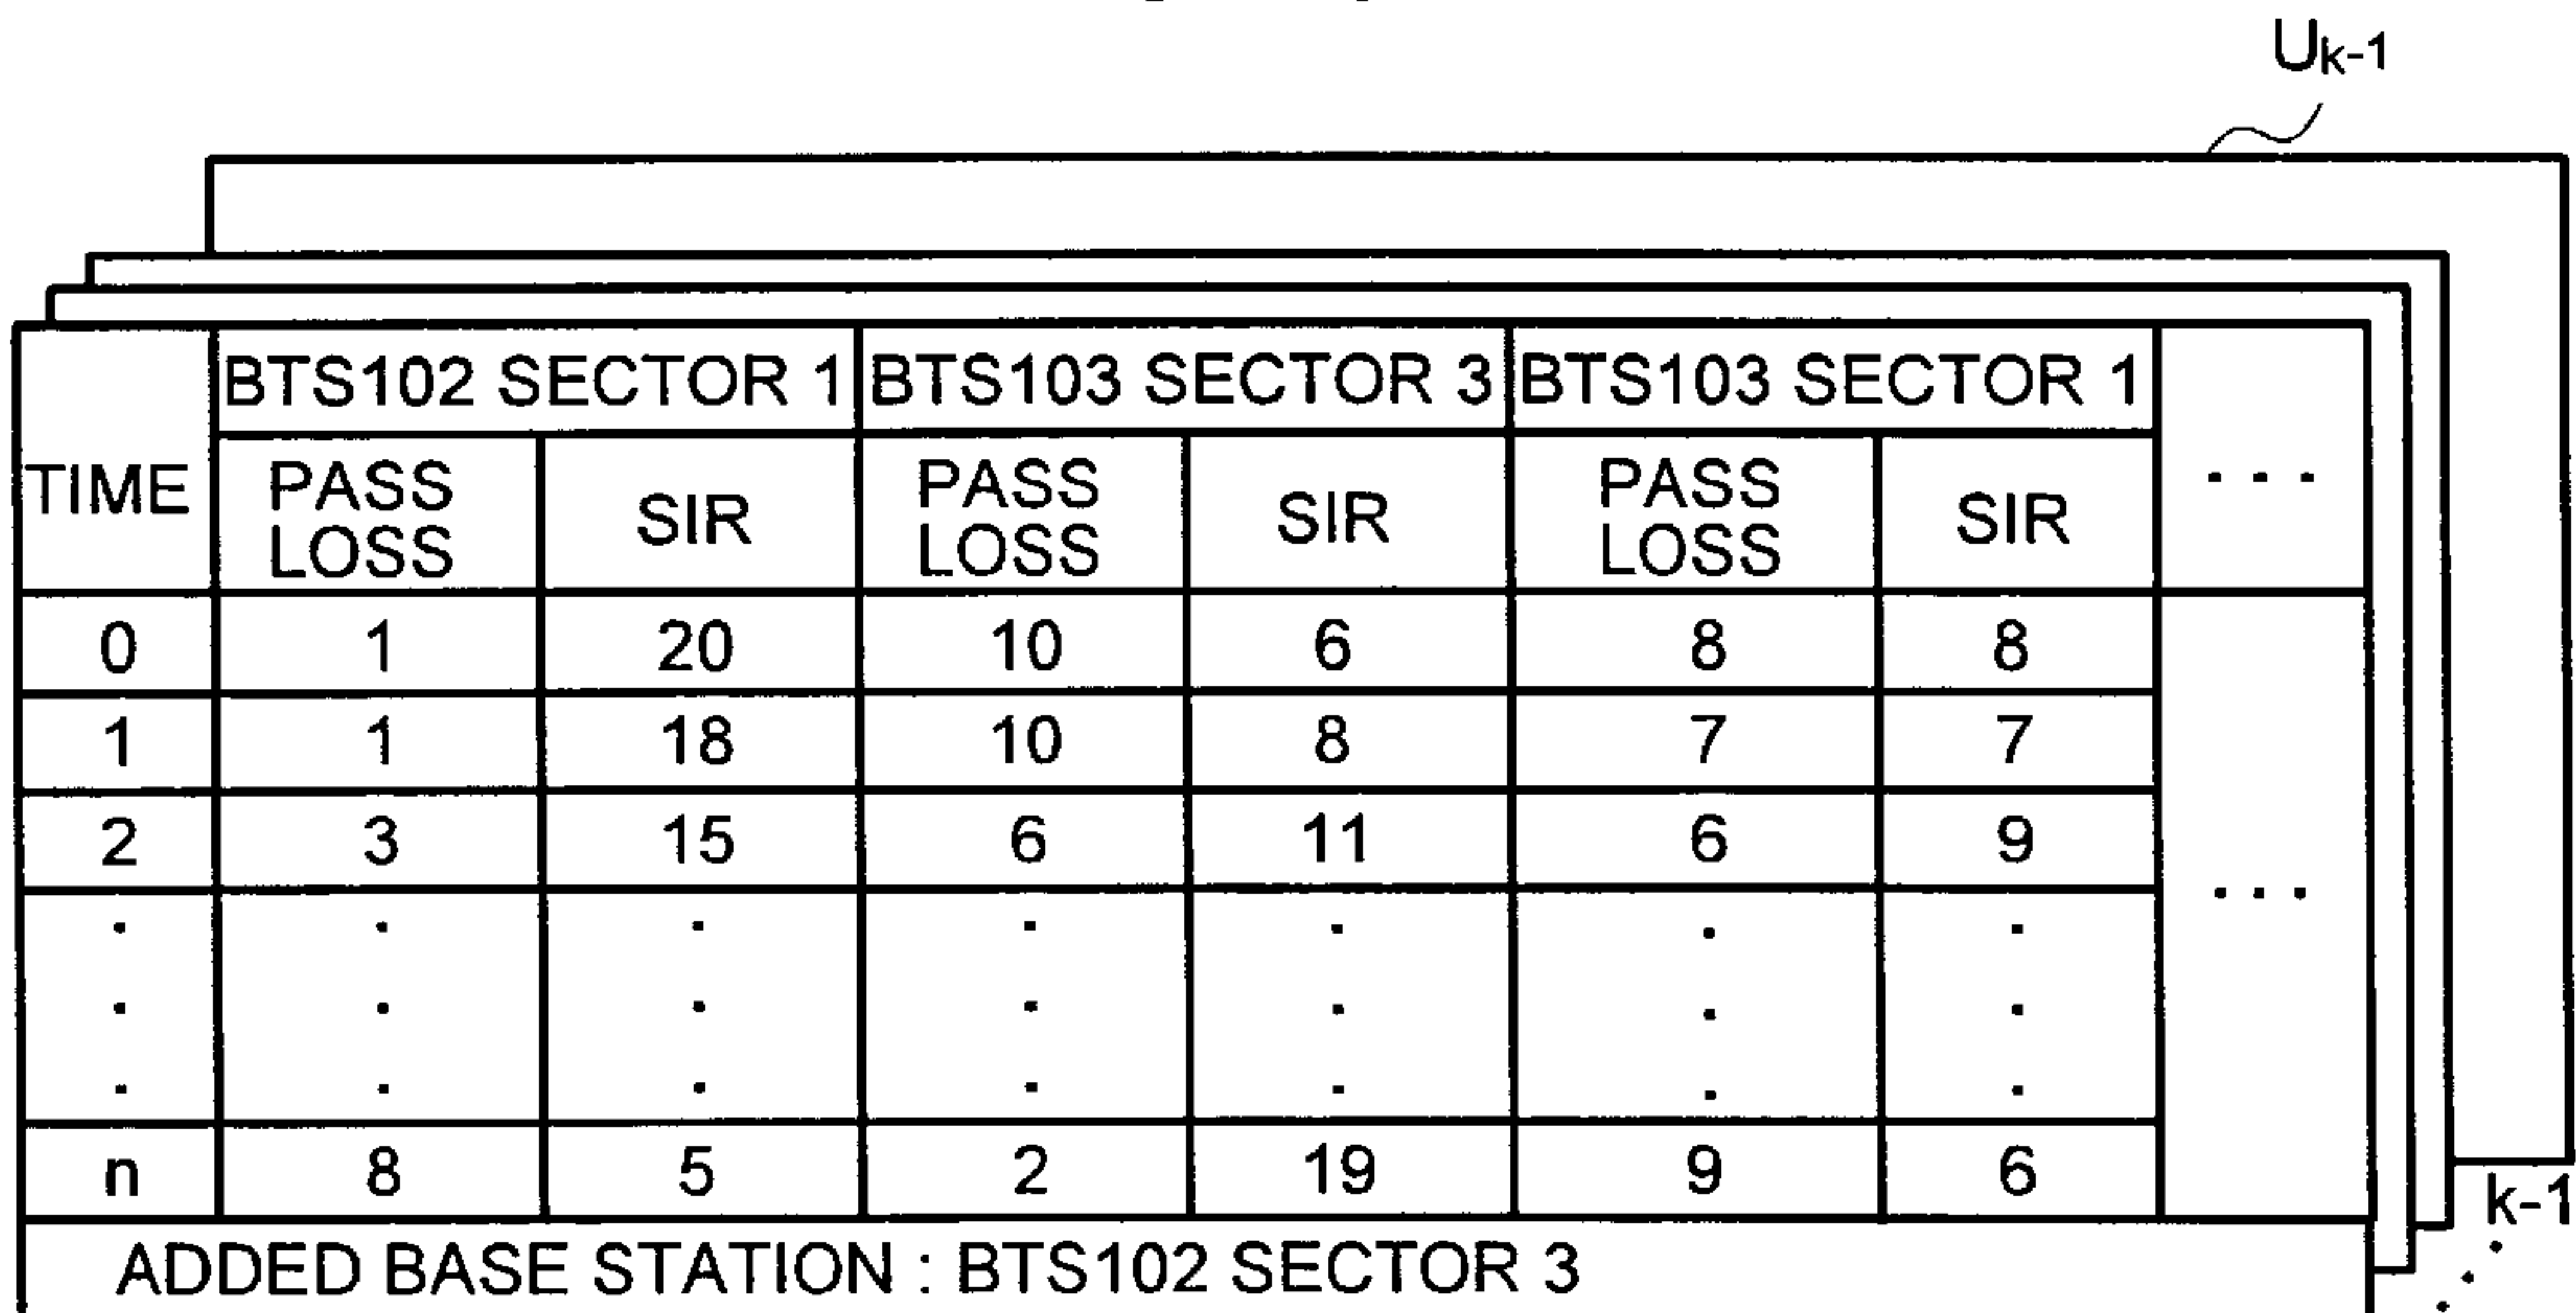 Uk-1
BTS102 SECTOR 1 BTS103 SECTOR 3 BTS103 SECTOR 1
TIME PASS LOSS SIR PASS LOSS SIR PASS LOSS SIR ...
0 1 20 10 6 8 8
1 1 18 10 8 7 7
2 3 15 6 11 6 9
...
n 8 5 2 19 9 6
k-1
ADDED BASE STATION : BTS102 SECTOR 3